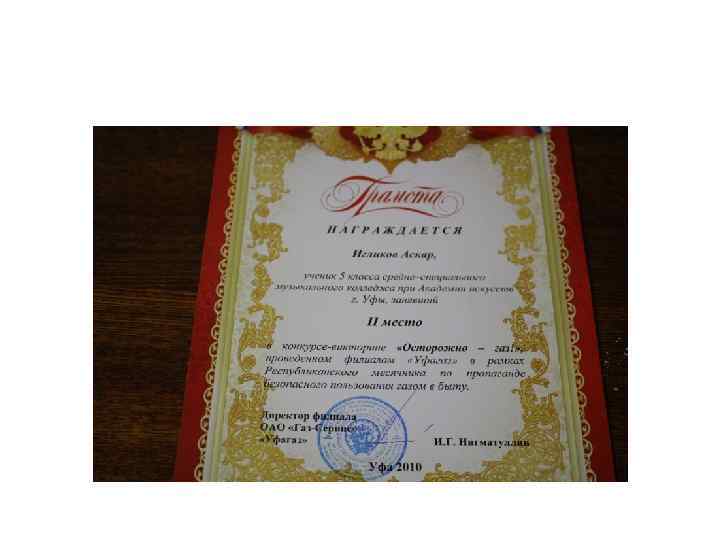 Грамота
НАГРАЖДАЕТСЯ
Игликов Аскар,
ученик 5 класса средне-специального
музыкального колледжа при Академии искусств
г. Уфы, занявший
II место
в конкурсе-викторине «Осторожно – газ!»,
проведенном филиалом «Уфагаз» в рамках
Республиканского месячника по пропаганде
безопасного пользования газом в быту.
Директор филиала
ОАО «Газ-Сервис»
«Уфагаз»
И.Г. Нигматуллин
Уфа 2010